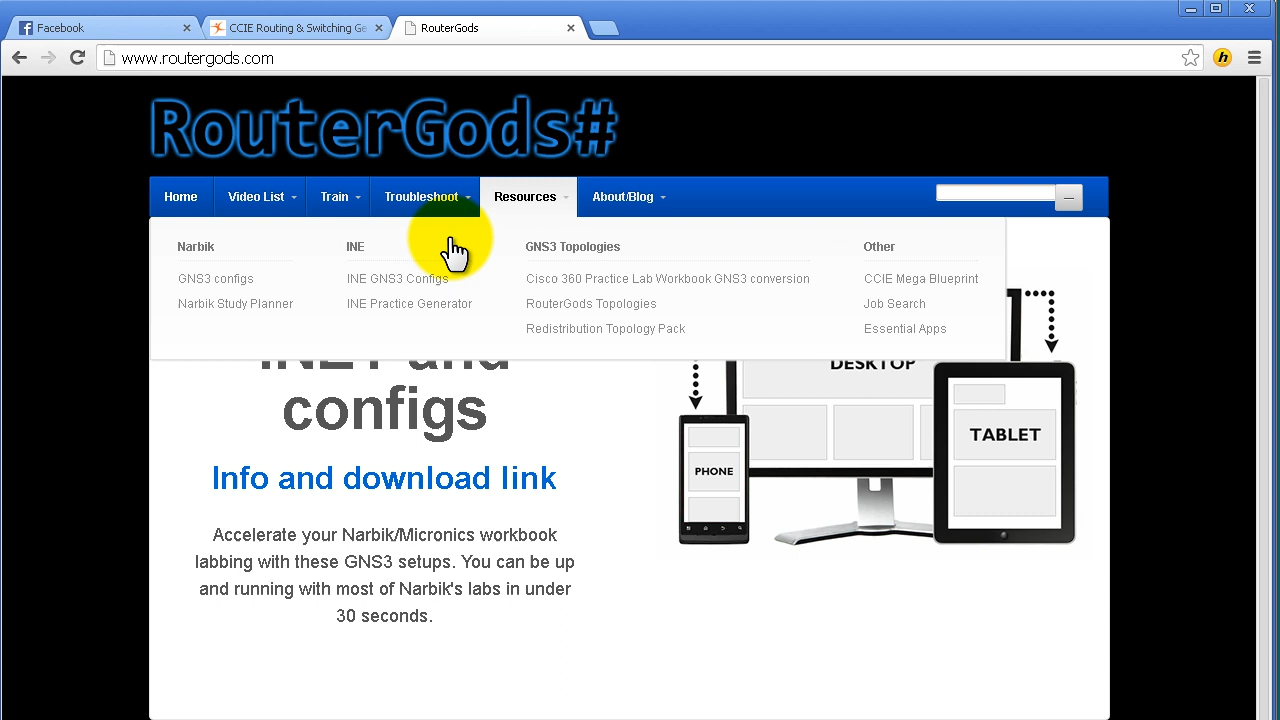 Facebook
CCIE Routing & Switching Ge
RouterGods
www.routergods.com
h
RouterGods#
Home
Video List
Train
Troubleshoot
Resources
About/Blog
Narbik
INE
GNS3 Topologies
Other
GNS3 configs
INE GNS3 Configs
Cisco 360 Practice Lab Workbook GNS3 conversion
CCIE Mega Blueprint
Narbik Study Planner
INE Practice Generator
RouterGods Topologies
Job Search
Redistribution Topology Pack
Essential Apps
and
configs
Info and download link
Accelerate your Narbik/Micronics workbook
labbing with these GNS3 setups. You can be up
and running with most of Narbik's labs in under
30 seconds.
DESKTOP
TABLET
PHONE